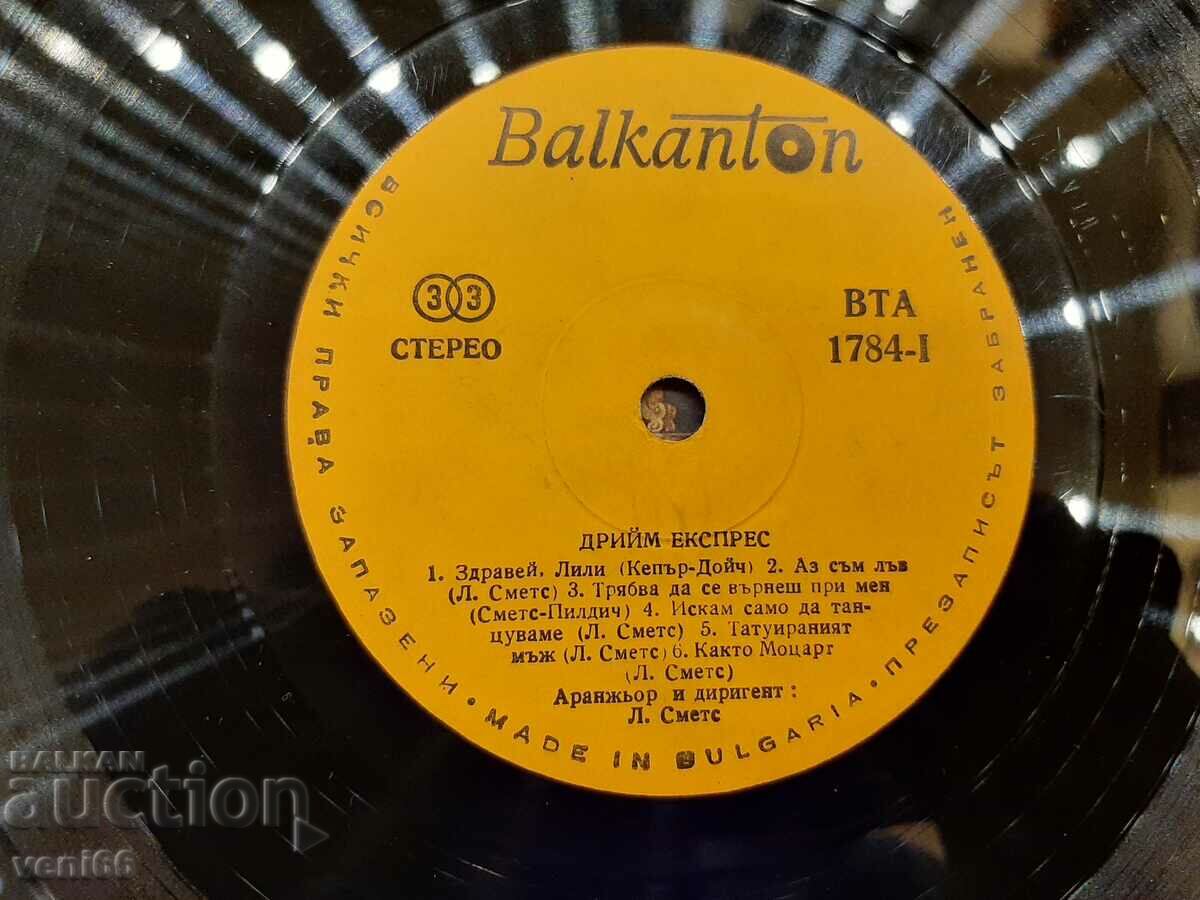 Balkanton
33
СТЕРЕО
ВТА
1784-I
ДРИЙМ ЕКСПРЕС
1. Здравей, Лили (Кепър-Дойч) 2. Аз съм лъв
(Л. Сметс) 3. Трябва да се върнеш при мен
(Сметс-Пилдич) 4. Искам само да тан-
цуваме (Л. Сметс) 5. Татуираният
мъж (Л. Сметс) 6. Както Моцарт
(Л. Сметс)
Аранжьор и диригент :
Л. Сметс
ВСИЧКИ ПРАВА ЗАПАЗЕНИ • MADE IN BULGARIA • ПРЕЗАПИСЪТ ЗАБРАНЕН
BALKAN
auction
veni66